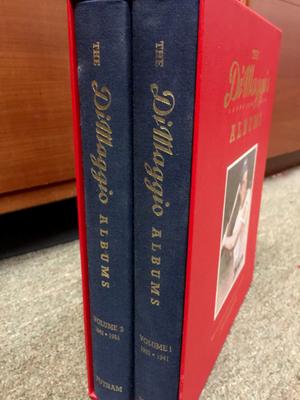 THE
DiMaggio
ALBUMS
VOLUME 2
PUTNAM
THE
DiMaggio
ALBUMS
VOLUME 1
THE
DiMaggio
ALBUMS